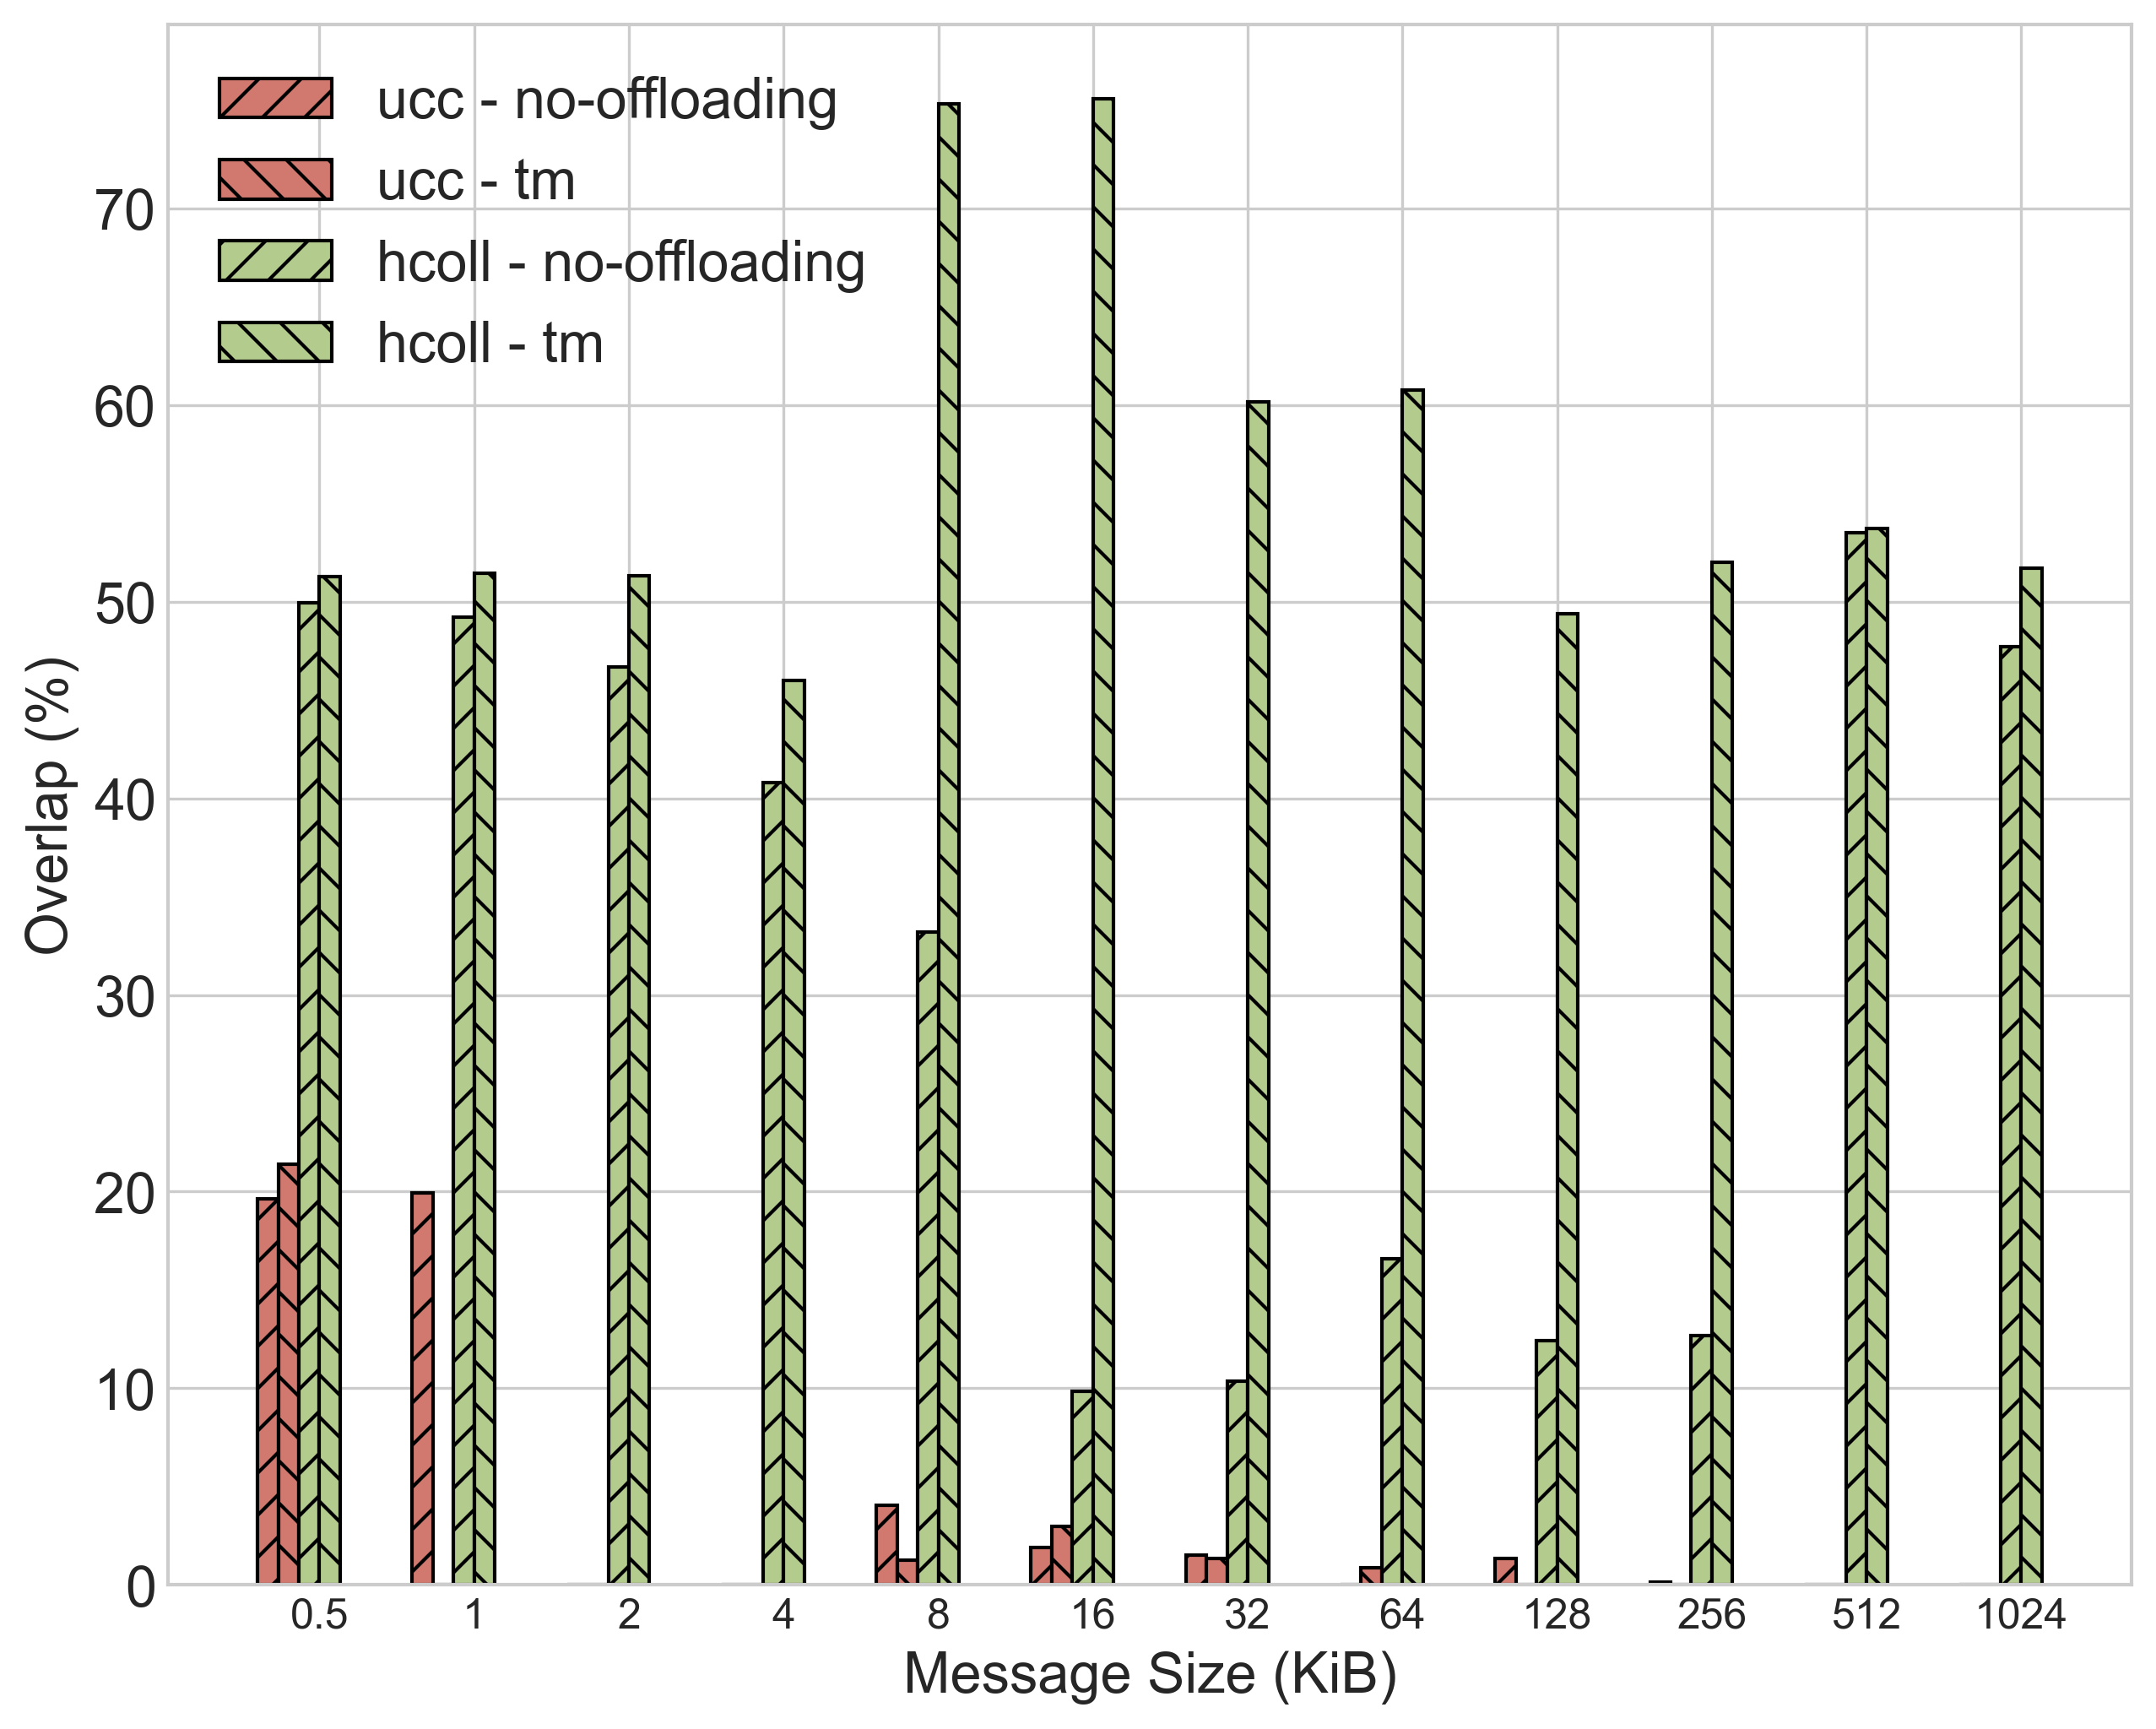 ucc - no-offloading
ucc - tm
hcoll - no-offloading
hcoll - tm
70
60
50
40
30
20
10
0
Overlap (%)
0.5 1 2 4 8 16 32 64 128 256 512 1024
Message Size (KiB)